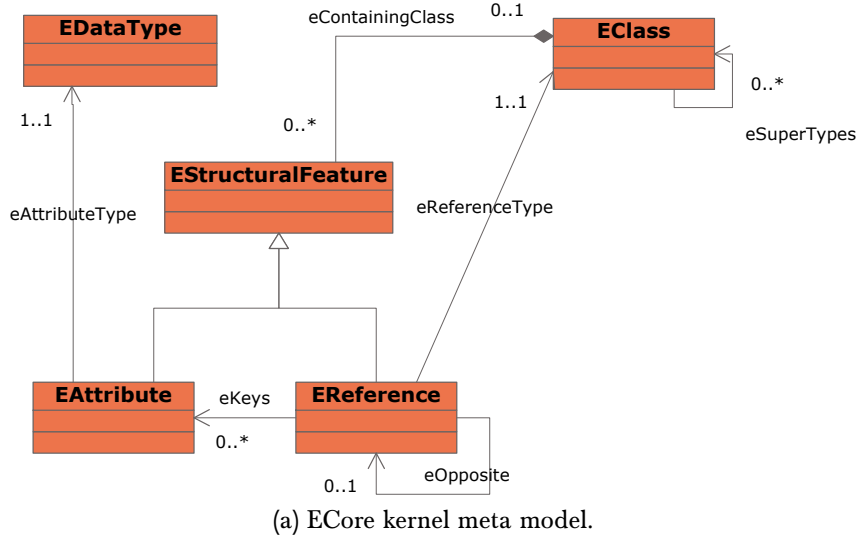 eContainingClass
0..1
EDataType
EClass
1..1
0..*
1..1
0..*
eSuperTypes
EStructuralFeature
eAttributeType
eReferenceType
EAttribute
eKeys
EReference
0..*
0..1
eOpposite
(a) ECore kernel meta model.